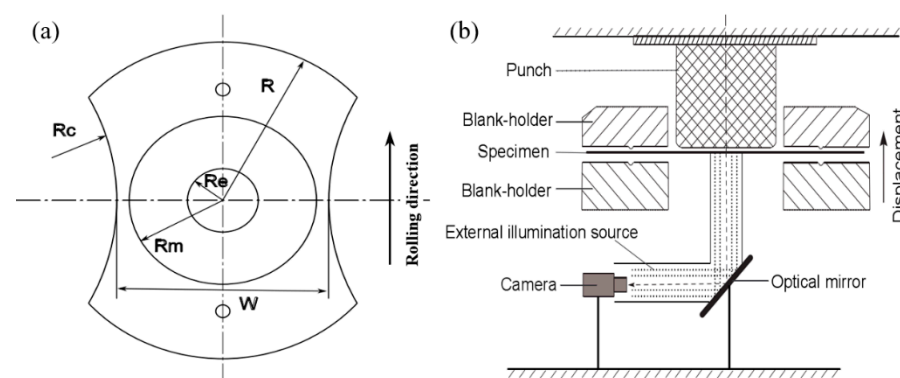 (a)
R
Rc
Re
Rm
W
Rolling direction
(b)
Punch
Blank-holder
Specimen
Blank-holder
External illumination source
Camera
Optical mirror
Displacement